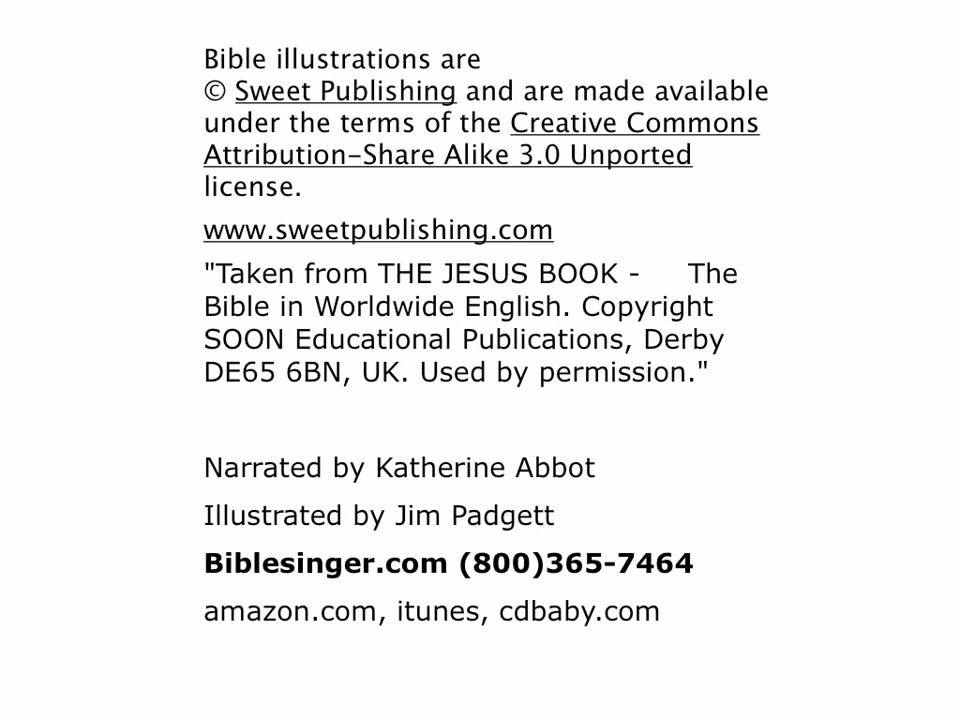 Bible illustrations are
© Sweet Publishing and are made available
under the terms of the Creative Commons
Attribution-Share Alike 3.0 Unported
license.
www.sweetpublishing.com
"Taken from THE JESUS BOOK - The
Bible in Worldwide English. Copyright
SOON Educational Publications, Derby
DE65 6BN, UK. Used by permission."
Narrated by Katherine Abbot
Illustrated by Jim Padgett
Biblesinger.com (800)365-7464
amazon.com, itunes, cdbaby.com